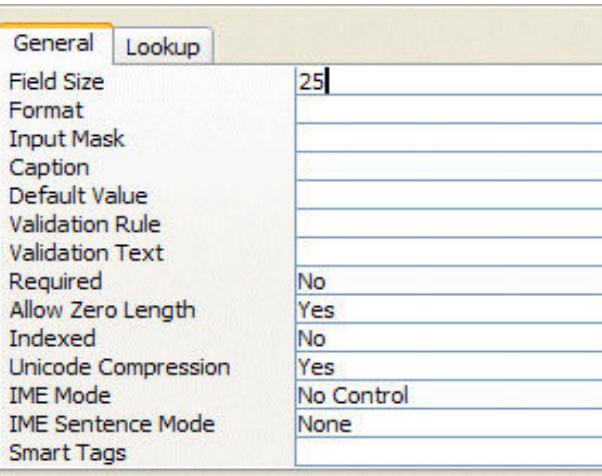 General Lookup
Field Size 25
Format
Input Mask
Caption
Default Value
Validation Rule
Validation Text
Required No
Allow Zero Length Yes
Indexed No
Unicode Compression Yes
IME Mode No Control
IME Sentence Mode None
Smart Tags